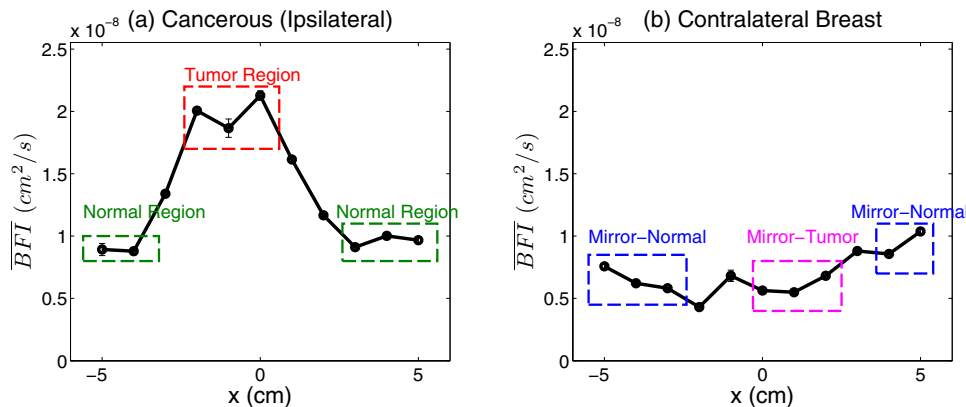 (a) Cancerous (Ipsilateral)
x 10⁻⁸
2.5
2
1.5
1
0.5
0
−5
0
5
x (cm)
BFI (cm²/s)
Tumor Region
Normal Region
Normal Region
(b) Contralateral Breast
x 10⁻⁸
2.5
2
1.5
1
0.5
0
−5
0
5
x (cm)
BFI (cm²/s)
Mirror−Normal
Mirror−Tumor
Mirror−Normal